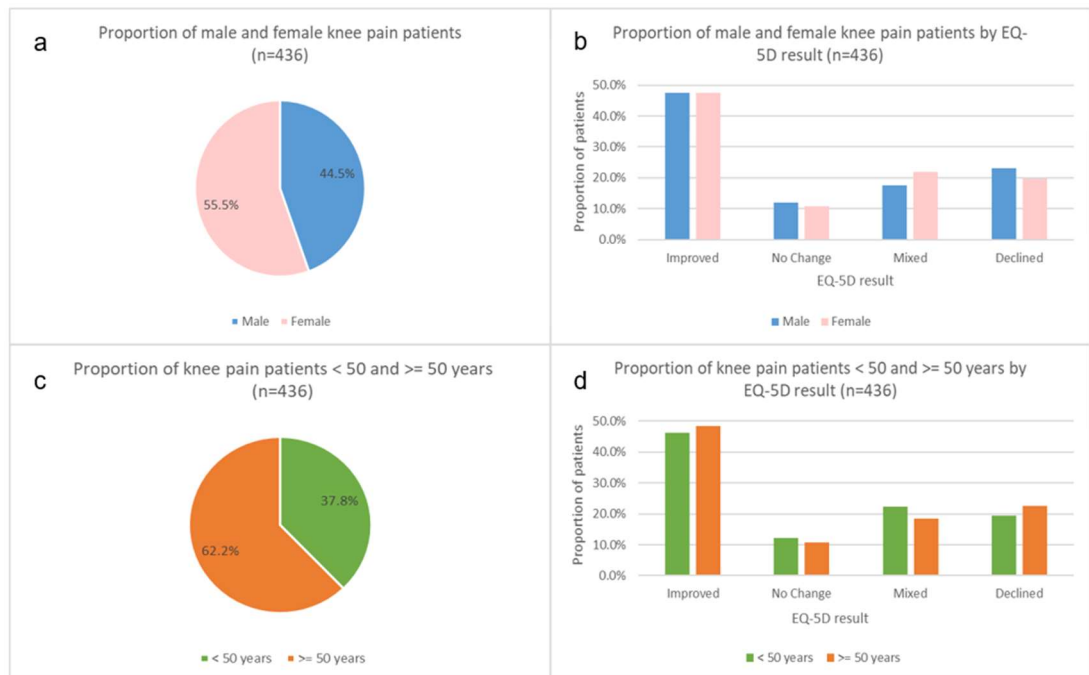 a
Proportion of male and female knee pain patients
(n=436)
44.5%
55.5%
Male Female
b
Proportion of male and female knee pain patients by EQ-
5D result (n=436)
Proportion of patients
50.0%
40.0%
30.0%
20.0%
10.0%
0.0%
Improved No Change Mixed Declined
EQ-5D result
Male Female
c
Proportion of knee pain patients < 50 and >= 50 years
(n=436)
37.8%
62.2%
< 50 years >= 50 years
d
Proportion of knee pain patients < 50 and >= 50 years by
EQ-5D result (n=436)
Proportion of patients
50.0%
40.0%
30.0%
20.0%
10.0%
0.0%
Improved No Change Mixed Declined
EQ-5D result
< 50 years >= 50 years